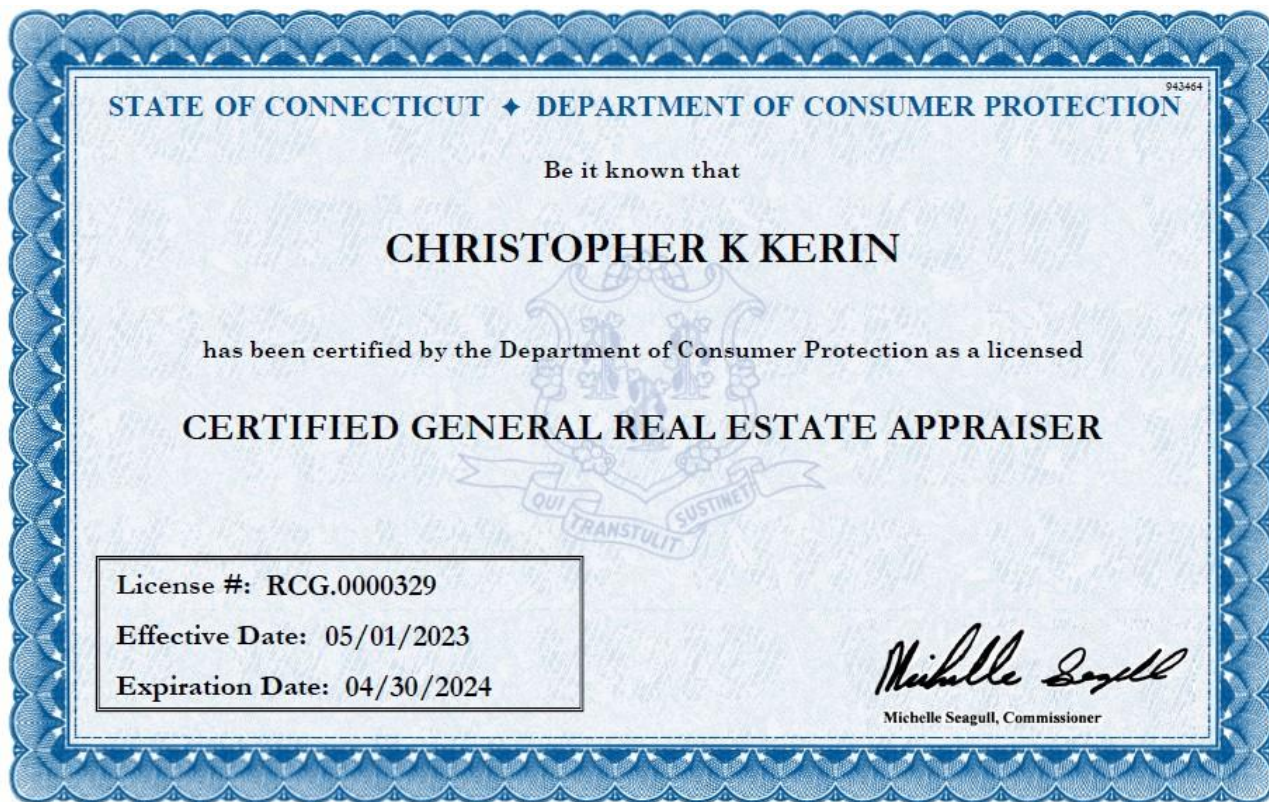 943464
STATE OF CONNECTICUT ✦ DEPARTMENT OF CONSUMER PROTECTION
Be it known that
CHRISTOPHER K KERIN
has been certified by the Department of Consumer Protection as a licensed
CERTIFIED GENERAL REAL ESTATE APPRAISER
QUI TRANSTULIT SUSTINET
License #: RCG.0000329
Effective Date: 05/01/2023
Expiration Date: 04/30/2024
Michelle Seagull
Michelle Seagull, Commissioner